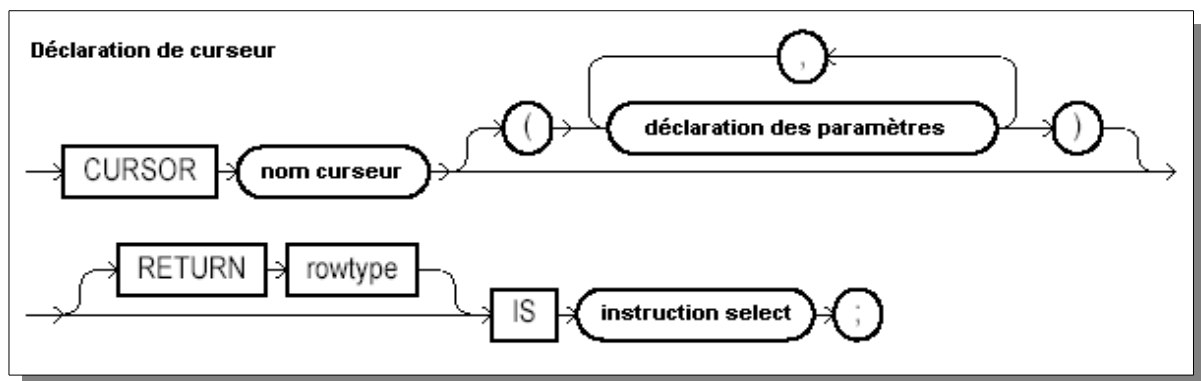 Déclaration de curseur
,
( déclaration des paramètres )
CURSOR nom curseur
RETURN rowtype
IS instruction select ;